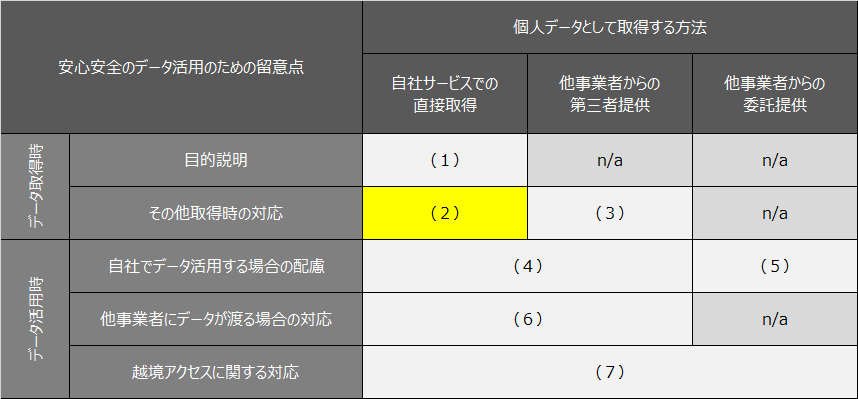 安心安全のデータ活用のための留意点
個人データとして取得する方法
自社サービスでの
直接取得
他事業者からの
第三者提供
他事業者からの
委託提供
データ取得時
目的説明
（１）
n/a
n/a
その他取得時の対応
（２）
（３）
n/a
データ活用時
自社でデータ活用する場合の配慮
（４）
（５）
他事業者にデータが渡る場合の対応
（６）
n/a
越境アクセスに関する対応
（７）